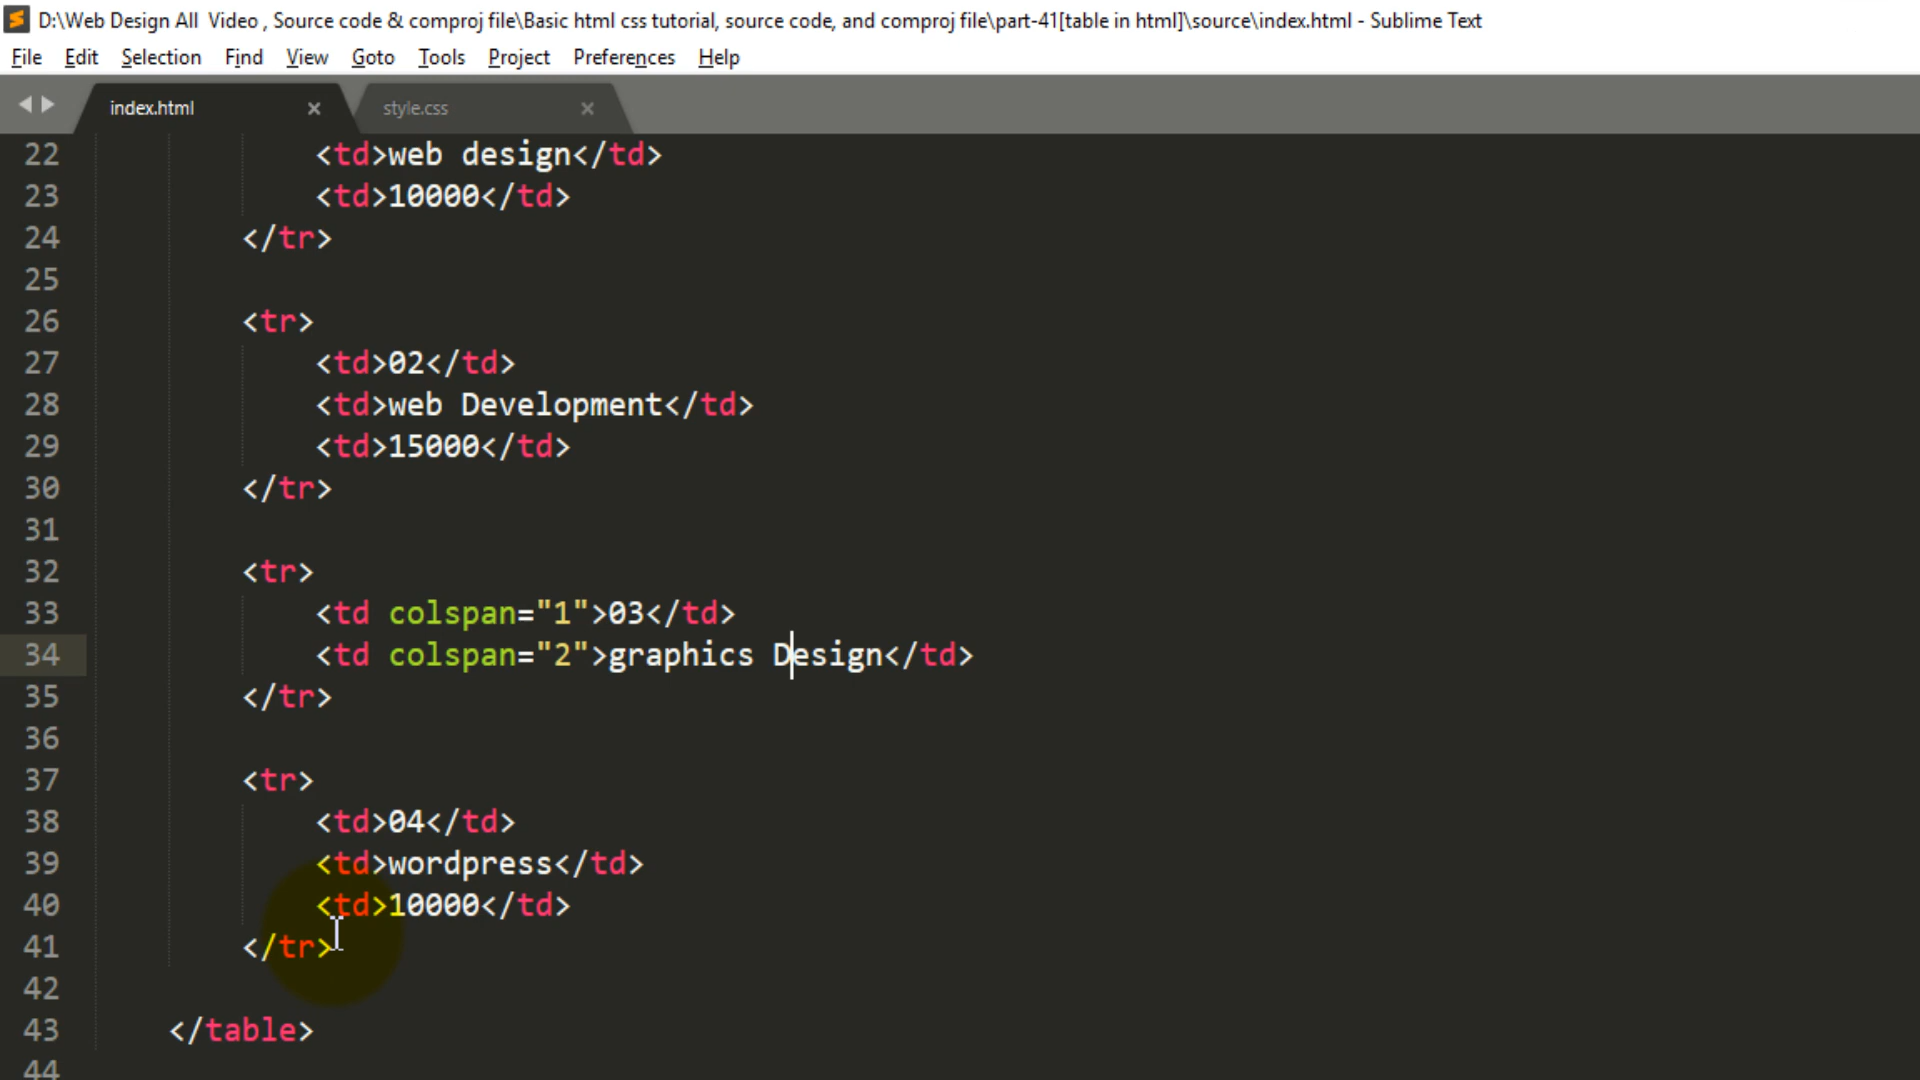 D:\Web Design All  Video , Source code & comproj file\Basic html css tutorial, source code, and comproj file\part-41[table in html]\source\index.html - Sublime Text
File Edit Selection Find View Goto Tools Project Preferences Help
index.html × style.css ×
22 <td>web design</td>
23 <td>10000</td>
24 </tr>
25
26 <tr>
27 <td>02</td>
28 <td>web Development</td>
29 <td>15000</td>
30 </tr>
31
32 <tr>
33 <td colspan="1">03</td>
34 <td colspan="2">graphics Design</td>
35 </tr>
36
37 <tr>
38 <td>04</td>
39 <td>wordpress</td>
40 <td>10000</td>
41 </tr>
42
43 </table>
44